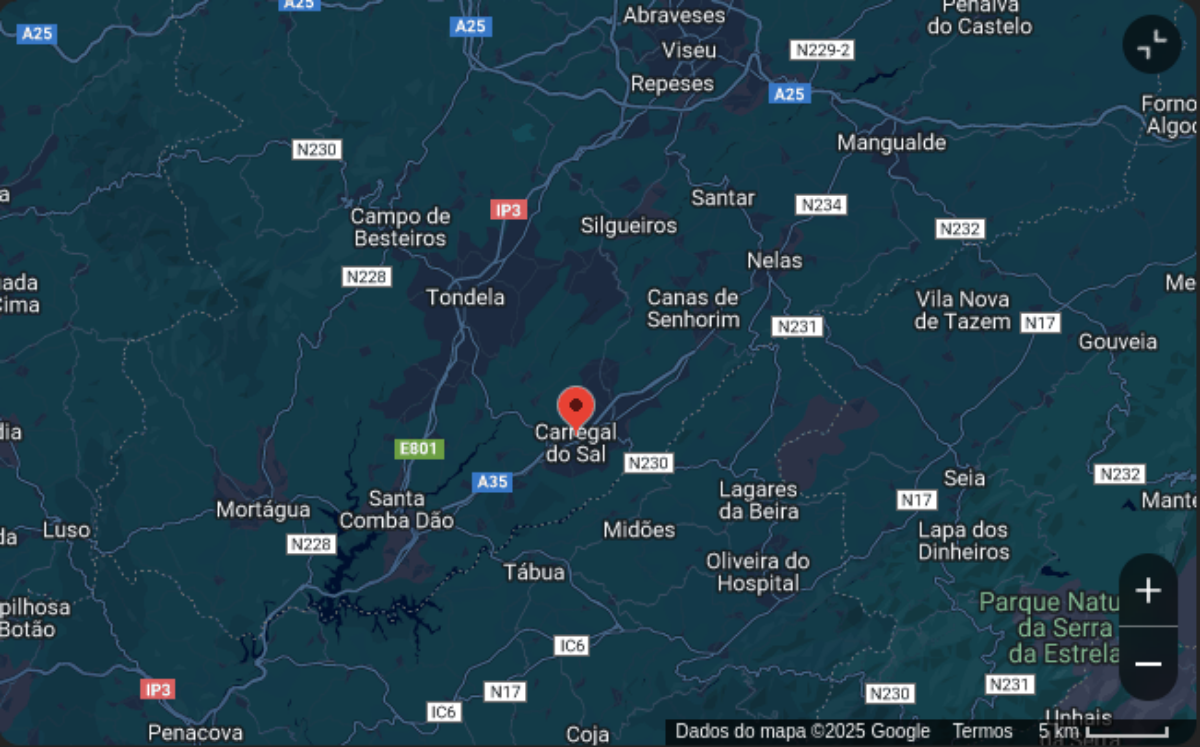 A25
A25
A25
Abraveses
Penalva
do Castelo
Viseu
N229-2
Repeses
A25
Forno
Algod
Mangualde
N230
a
Santar
N234
IP3
Campo de
Besteiros
Silgueiros
N232
Nelas
N228
ada
Cima
Me
Tondela
Canas de
Senhorim
Vila Nova
de Tazem
N17
N231
Gouveia
dia
Carregal
do Sal
E801
N230
A35
Seia
N232
Lagares
da Beira
N17
Mante
Santa
Comba Dão
Mortágua
Luso
da
Midões
Lapa dos
Dinheiros
N228
Tábua
Oliveira do
Hospital
pilhosa
Botão
Parque Natu
da Serra
da Estrela
+
−
IC6
IP3
N17
N230
N231
IC6
Unhais
da Serra
Penacova
Coja
Dados do mapa ©2025 Google
Termos
5 km